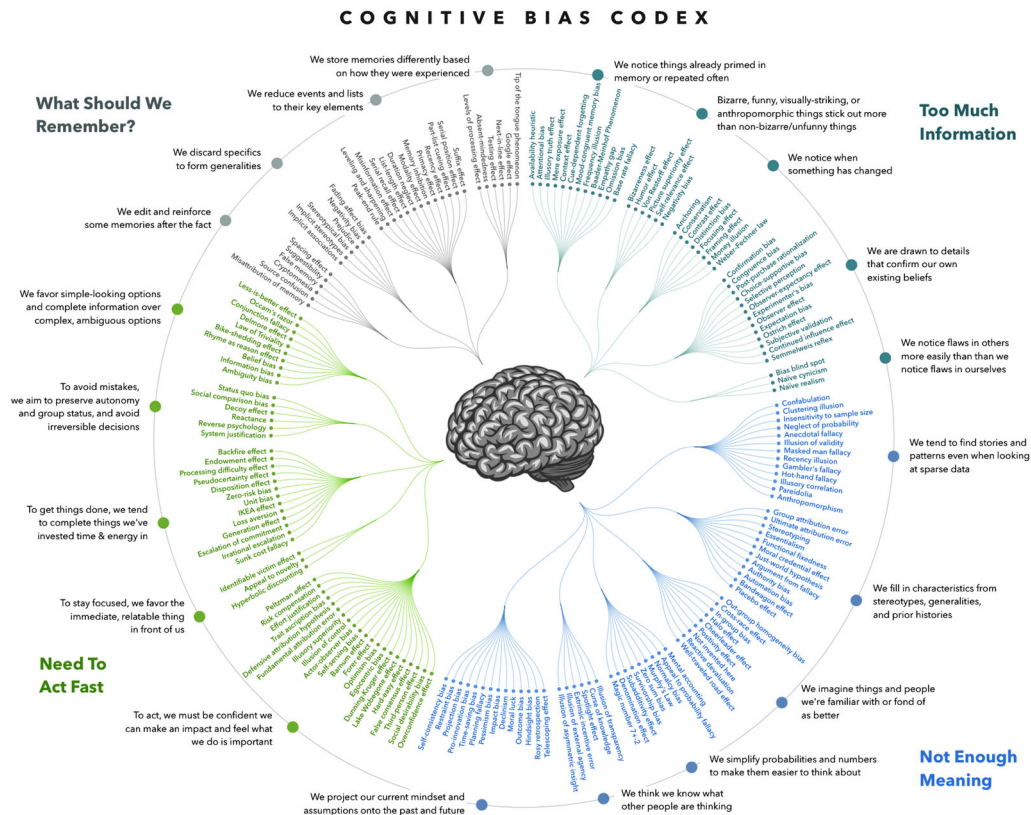 COGNITIVE BIAS CODEX
What Should We
Remember?
We store memories differently based
on how they were experienced
We reduce events and lists
to their key elements
We discard specifics
to form generalities
We edit and reinforce
some memories after the fact
Too Much
Information
We notice things already primed in
memory or repeated often
Bizarre, funny, visually-striking, or
anthropomorphic things stick out more
than non-bizarre/unfunny things
We notice when
something has changed
We are drawn to details
that confirm our own
existing beliefs
We notice flaws in others
more easily than than we
notice flaws in ourselves
Not Enough
Meaning
We tend to find stories and
patterns even when looking
at sparse data
We fill in characteristics from
stereotypes, generalities,
and prior histories
We imagine things and people
we're familiar with or fond of
as better
We simplify probabilities and numbers
to make them easier to think about
We think we know what
other people are thinking
We project our current mindset and
assumptions onto the past and future
Need To
Act Fast
To act, we must be confident we
can make an impact and feel what
we do is important
To stay focused, we favor the
immediate, relatable thing
in front of us
To get things done, we tend
to complete things we've
invested time & energy in
To avoid mistakes,
we aim to preserve autonomy
and group status, and avoid
irreversible decisions
We favor simple-looking options
and complete information over
complex, ambiguous options
Availability heuristic
Attentional bias
Illusory truth effect
Mere exposure effect
Context effect
Cue-dependent forgetting
Mood-congruent memory bias
Frequency illusion
Baader-Meinhof Phenomenon
Empathy gap
Omission bias
Base rate fallacy
Bizarreness effect
Humor effect
Von Restorff effect
Picture superiority effect
Self-relevance effect
Negativity bias
Anchoring
Conservatism
Contrast effect
Distinction bias
Focusing effect
Framing effect
Money illusion
Weber-Fechner law
Confirmation bias
Congruence bias
Post-purchase rationalization
Choice-supportive bias
Selective perception
Observer-expectancy effect
Experimenter's bias
Observer effect
Expectation bias
Ostrich effect
Subjective validation
Continued influence effect
Semmelweis reflex
Bias blind spot
Naïve cynicism
Naïve realism
Confabulation
Clustering illusion
Insensitivity to sample size
Neglect of probability
Anecdotal fallacy
Illusion of validity
Masked man fallacy
Recency illusion
Gambler's fallacy
Hot-hand fallacy
Illusory correlation
Pareidolia
Anthropomorphism
Group attribution error
Ultimate attribution error
Stereotyping
Essentialism
Functional fixedness
Moral credential effect
Just-world hypothesis
Argument from fallacy
Authority bias
Automation bias
Bandwagon effect
Placebo effect
Out-group homogeneity bias
Cross-race effect
In-group bias
Halo effect
Cheerleader effect
Positivity effect
Not invented here
Reactive devaluation
Well-traveled road effect
Mental accounting
Appeal to probability fallacy
Normalcy bias
Murphy's Law
Zero sum bias
Survivorship bias
Subadditivity effect
Denomination effect
Magic number 7+-2
Illusion of transparency
Curse of knowledge
Spotlight effect
Extrinsic incentive error
Illusion of external agency
Illusion of asymmetric insight
Telescoping effect
Rosy retrospection
Hindsight bias
Outcome bias
Moral luck
Declinism
Impact bias
Pessimism bias
Planning fallacy
Time-saving bias
Pro-innovation bias
Projection bias
Restraint bias
Self-consistency bias
Overconfidence effect
Social desirability bias
Third-person effect
False consensus effect
Hard-easy effect
Lake Wobegone effect
Dunning-Kruger effect
Egocentric bias
Optimism bias
Forer effect
Barnum effect
Self-serving bias
Actor-observer bias
Illusion of control
Illusory superiority
Fundamental attribution error
Defensive attribution hypothesis
Trait ascription bias
Effort justification
Risk compensation
Peltzman effect
Hyperbolic discounting
Appeal to novelty
Identifiable victim effect
Sunk cost fallacy
Irrational escalation
Escalation of commitment
Generation effect
Loss aversion
IKEA effect
Unit bias
Zero-risk bias
Disposition effect
Pseudocertainty effect
Processing difficulty effect
Endowment effect
Backfire effect
System justification
Reverse psychology
Reactance
Decoy effect
Social comparison bias
Status quo bias
Ambiguity bias
Information bias
Belief bias
Rhyme as reason effect
Bike-shedding effect
Law of Triviality
Delmore effect
Conjunction fallacy
Occam's razor
Less-is-better effect
Misattribution of memory
Source confusion
Cryptomnesia
False memory
Suggestibility
Spacing effect
Implicit associations
Implicit stereotypes
Stereotypical bias
Prejudice
Negativity bias
Fading affect bias
Peak-end rule
Leveling and sharpening
Misinformation effect
Serial recall effect
List-length effect
Duration neglect
Modality effect
Memory inhibition
Primacy effect
Recency effect
Part-list cueing effect
Serial position effect
Suffix effect
Levels of processing effect
Absent-mindedness
Testing effect
Next-in-line effect
Google effect
Tip of the tongue phenomenon